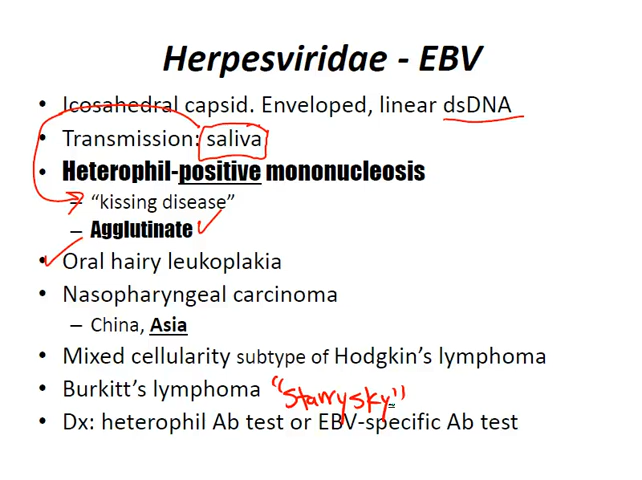 Herpesviridae - EBV
• Icosahedral capsid. Enveloped, linear dsDNA
• Transmission: saliva
• Heterophil-positive mononucleosis
– "kissing disease"
– Agglutinate
• Oral hairy leukoplakia
• Nasopharyngeal carcinoma
– China, Asia
• Mixed cellularity subtype of Hodgkin's lymphoma
• Burkitt's lymphoma "starry sky"
• Dx: heterophil Ab test or EBV-specific Ab test